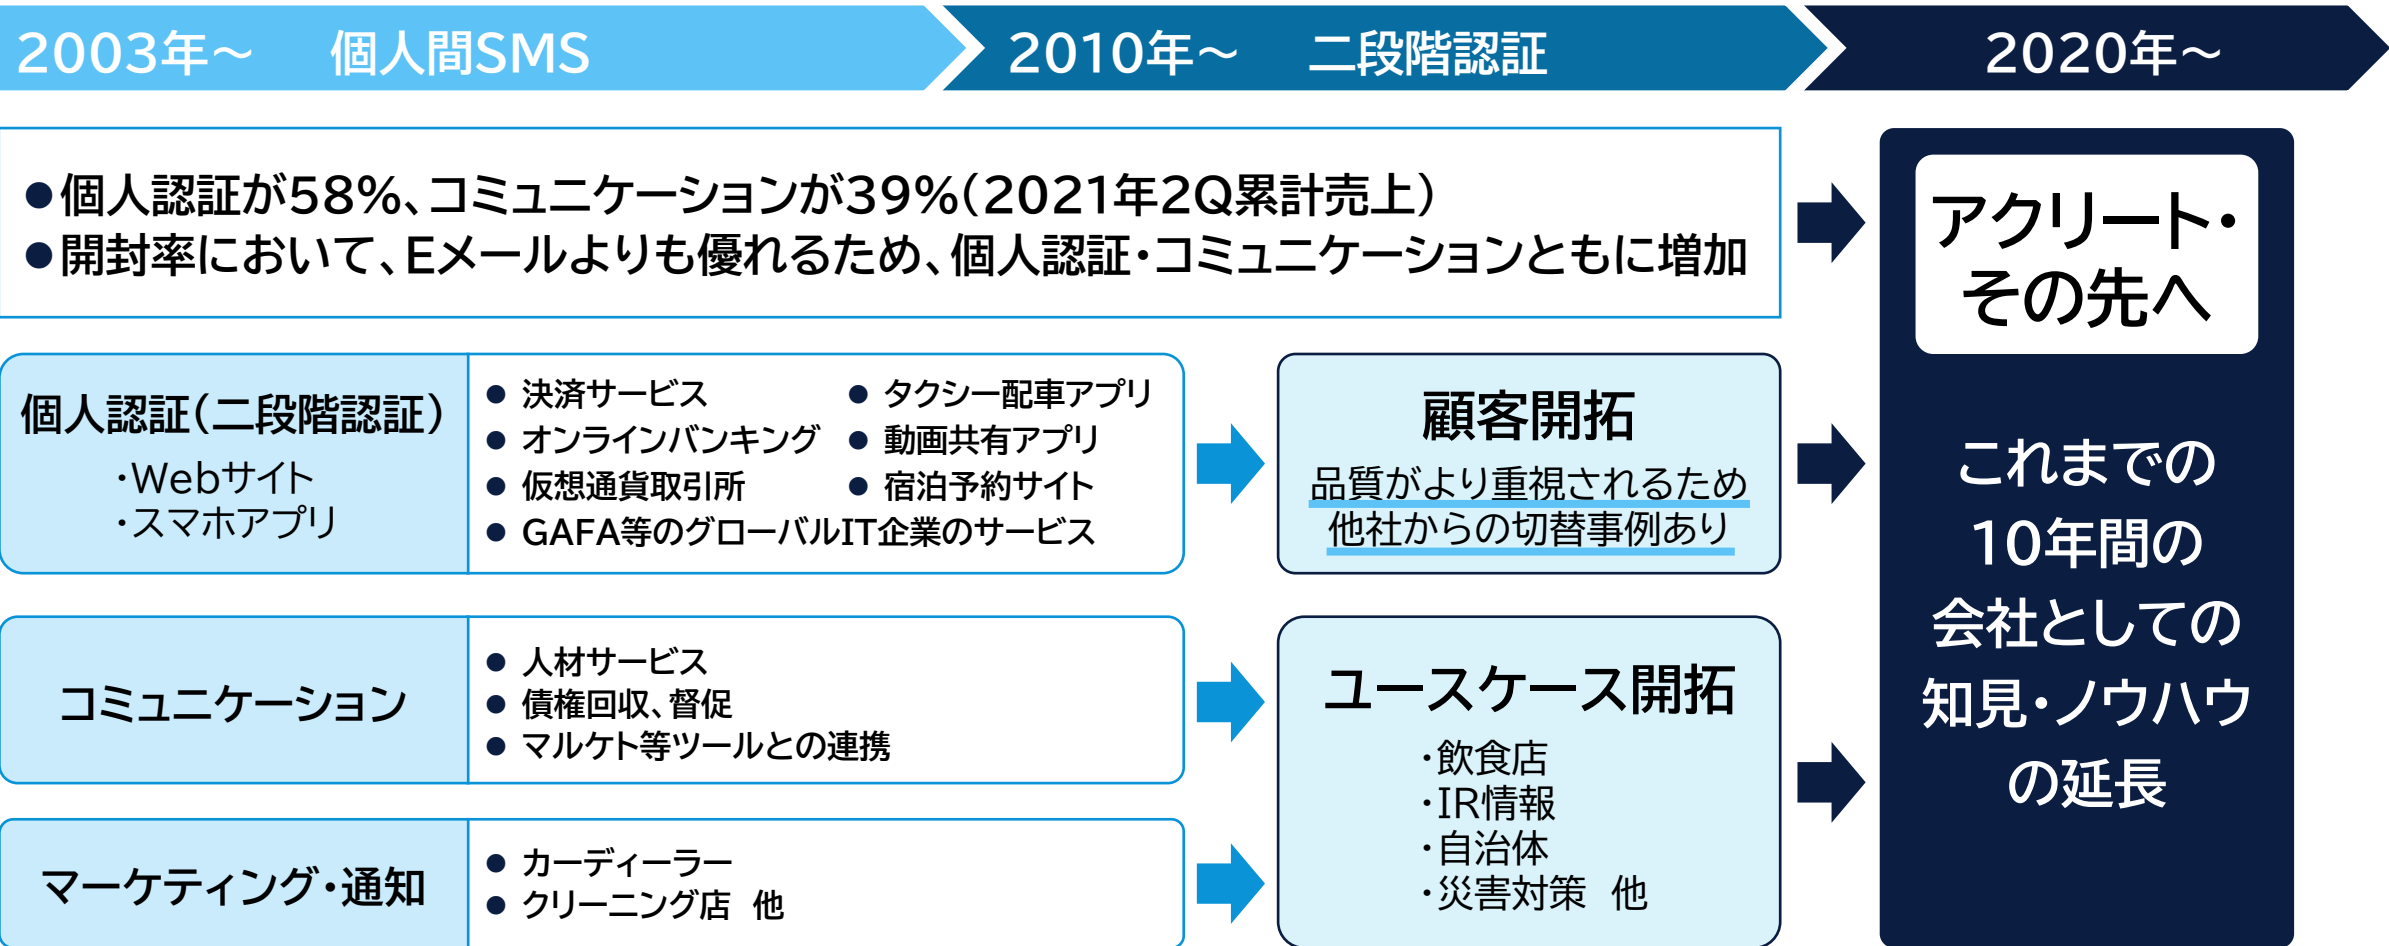 2003年～　個人間SMS
2010年～　二段階認証
2020年～
●個人認証が58%、コミュニケーションが39%(2021年2Q累計売上)
●開封率において、Eメールよりも優れるため、個人認証・コミュニケーションともに増加
個人認証(二段階認証)
・Webサイト
・スマホアプリ
● 決済サービス
● オンラインバンキング
● 仮想通貨取引所
● タクシー配車アプリ
● 動画共有アプリ
● 宿泊予約サイト
● GAFA等のグローバルIT企業のサービス
顧客開拓
品質がより重視されるため
他社からの切替事例あり
コミュニケーション
● 人材サービス
● 債権回収、督促
● マルケト等ツールとの連携
マーケティング・通知
● カーディーラー
● クリーニング店　他
ユースケース開拓
・飲食店
・IR情報
・自治体
・災害対策　他
アクリート・
その先へ
これまでの
10年間の
会社としての
知見・ノウハウ
の延長